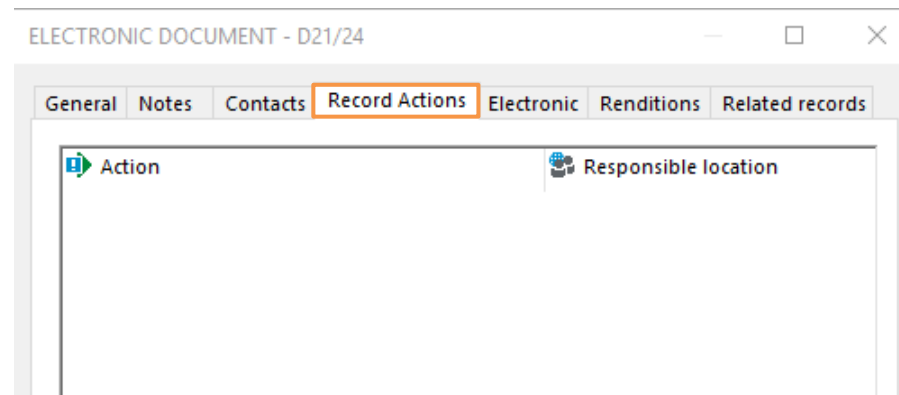 ELECTRONIC DOCUMENT - D21/24
General Notes Contacts Record Actions Electronic Renditions Related records
Action Responsible location